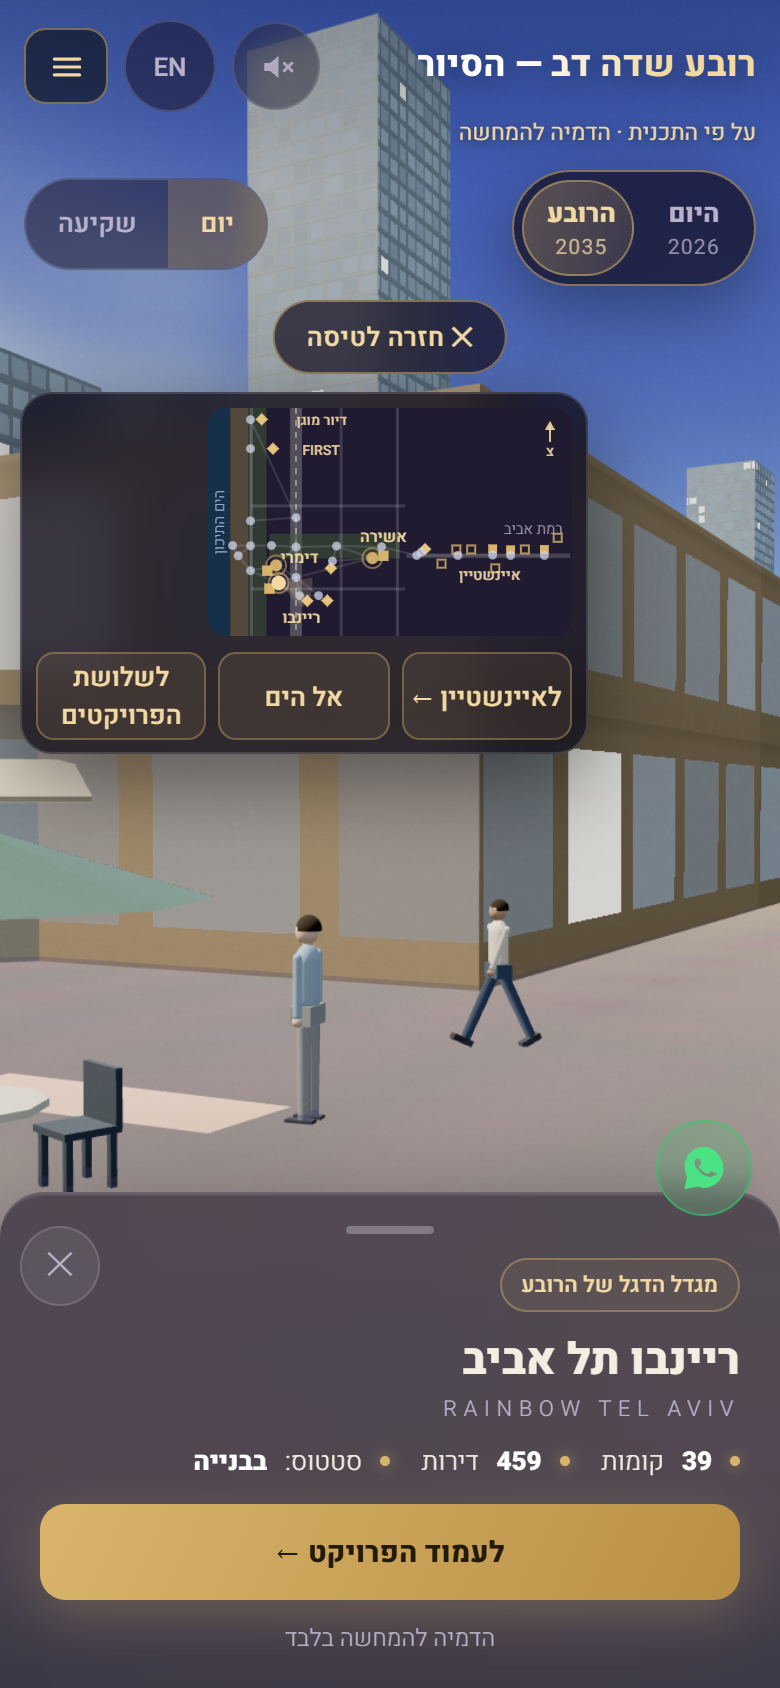 רובע שדה דב — הסיור
EN
על פי התכנית · הדמיה להמחשה
היום
2026
הרובע
2035
יום
שקיעה
חזרה לטיסה
דיור מוגן
FIRST
צ
הים התיכון
רמת אביב
אשירה
דימרי
איינשטיין
ריינבו
לאיינשטיין ←
אל הים
לשלושת
הפרויקטים
מגדל הדגל של הרובע
ריינבו תל אביב
RAINBOW TEL AVIV
39 קומות • 459 דירות • סטטוס: בבנייה
לעמוד הפרויקט ←
הדמיה להמחשה בלבד